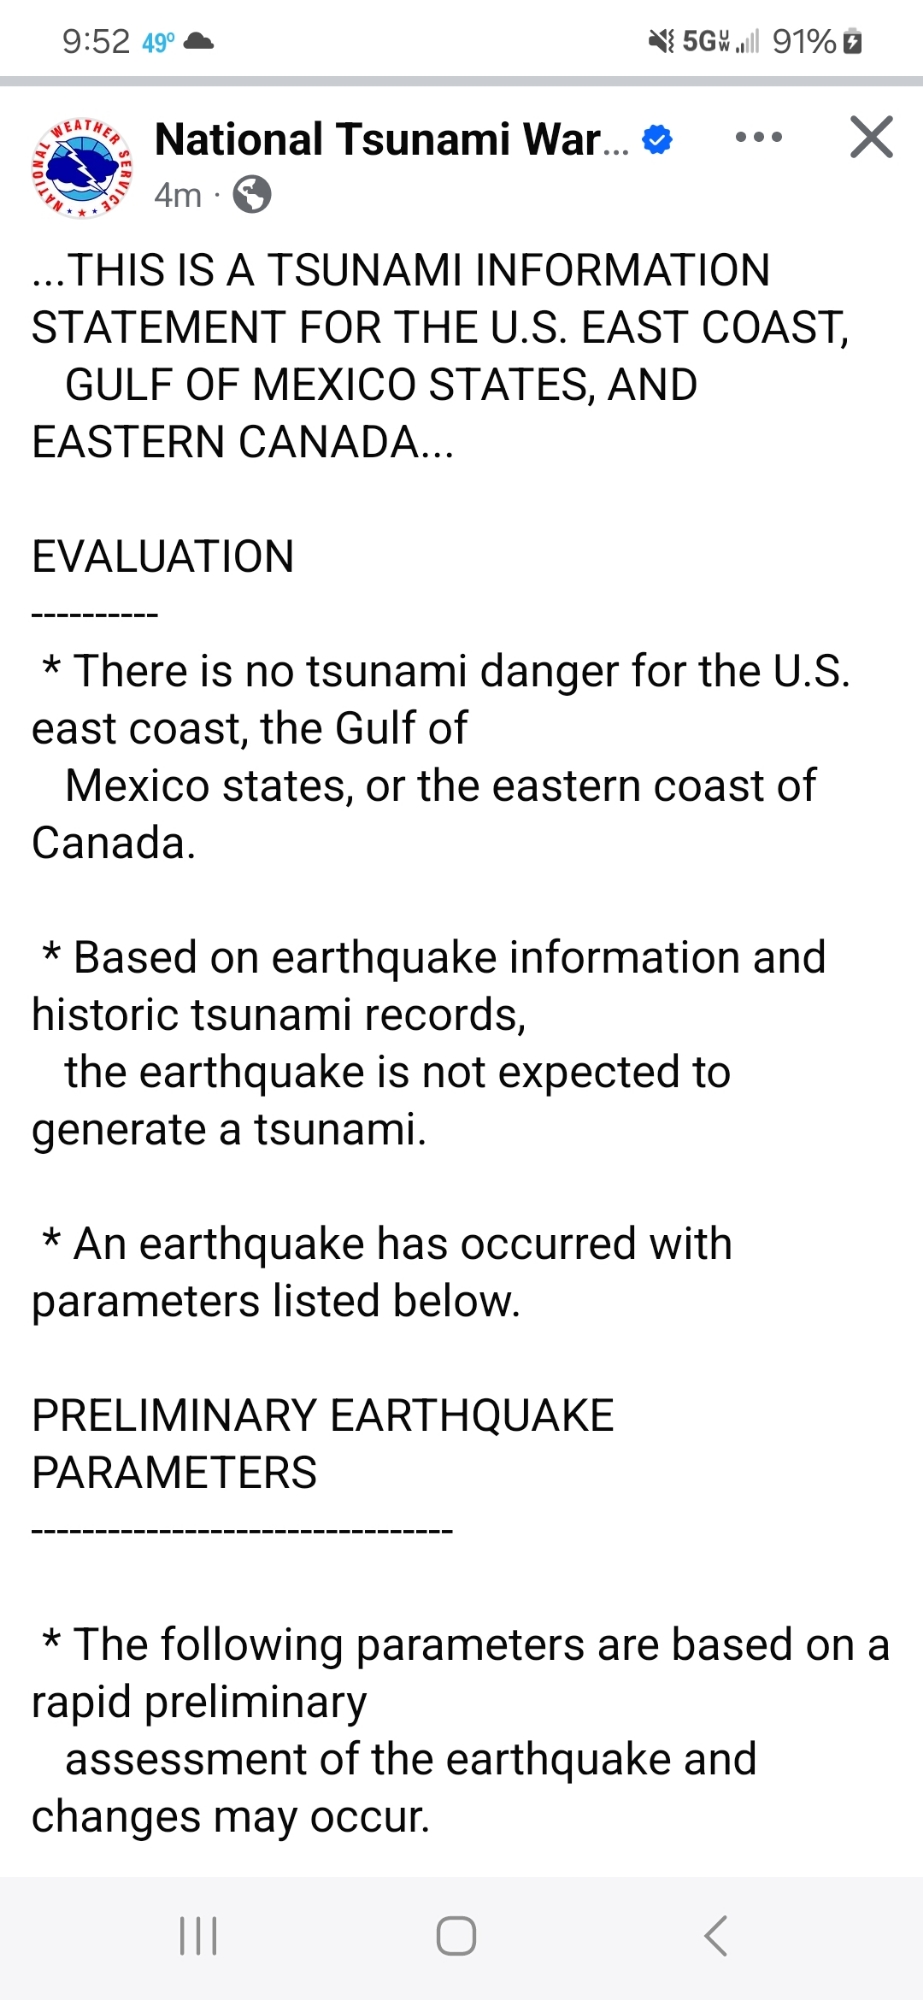 9:52 49° 5G UW 91%
NATIONAL WEATHER SERVICE
National Tsunami War...
4m ·
...THIS IS A TSUNAMI INFORMATION
STATEMENT FOR THE U.S. EAST COAST,
GULF OF MEXICO STATES, AND
EASTERN CANADA...
EVALUATION
----------
* There is no tsunami danger for the U.S.
east coast, the Gulf of
Mexico states, or the eastern coast of
Canada.
* Based on earthquake information and
historic tsunami records,
the earthquake is not expected to
generate a tsunami.
* An earthquake has occurred with
parameters listed below.
PRELIMINARY EARTHQUAKE
PARAMETERS
---------------------------------
* The following parameters are based on a
rapid preliminary
assessment of the earthquake and
changes may occur.